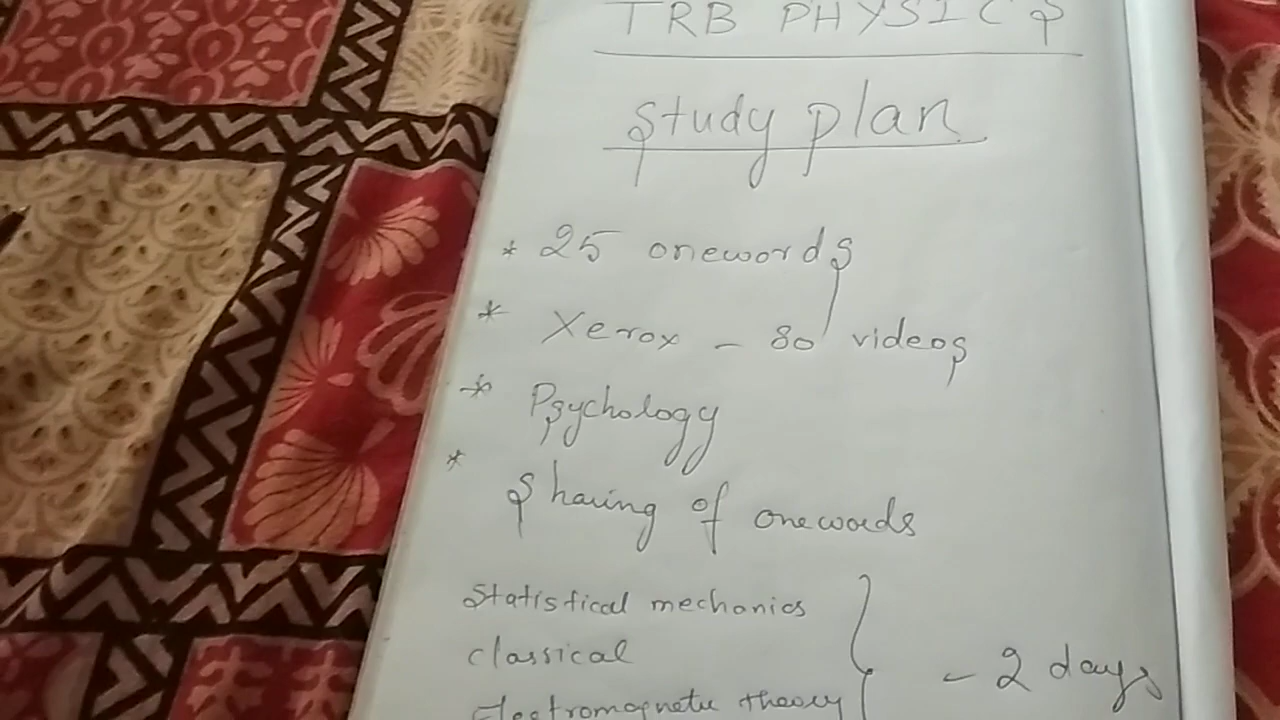 TRB PHYSICS
Study plan
* 25 onewords
* Xerox - 80 videos
* Psychology
* Sharing of onewords
Statistical mechanics
classical
electromagnetic theory
- 2 days